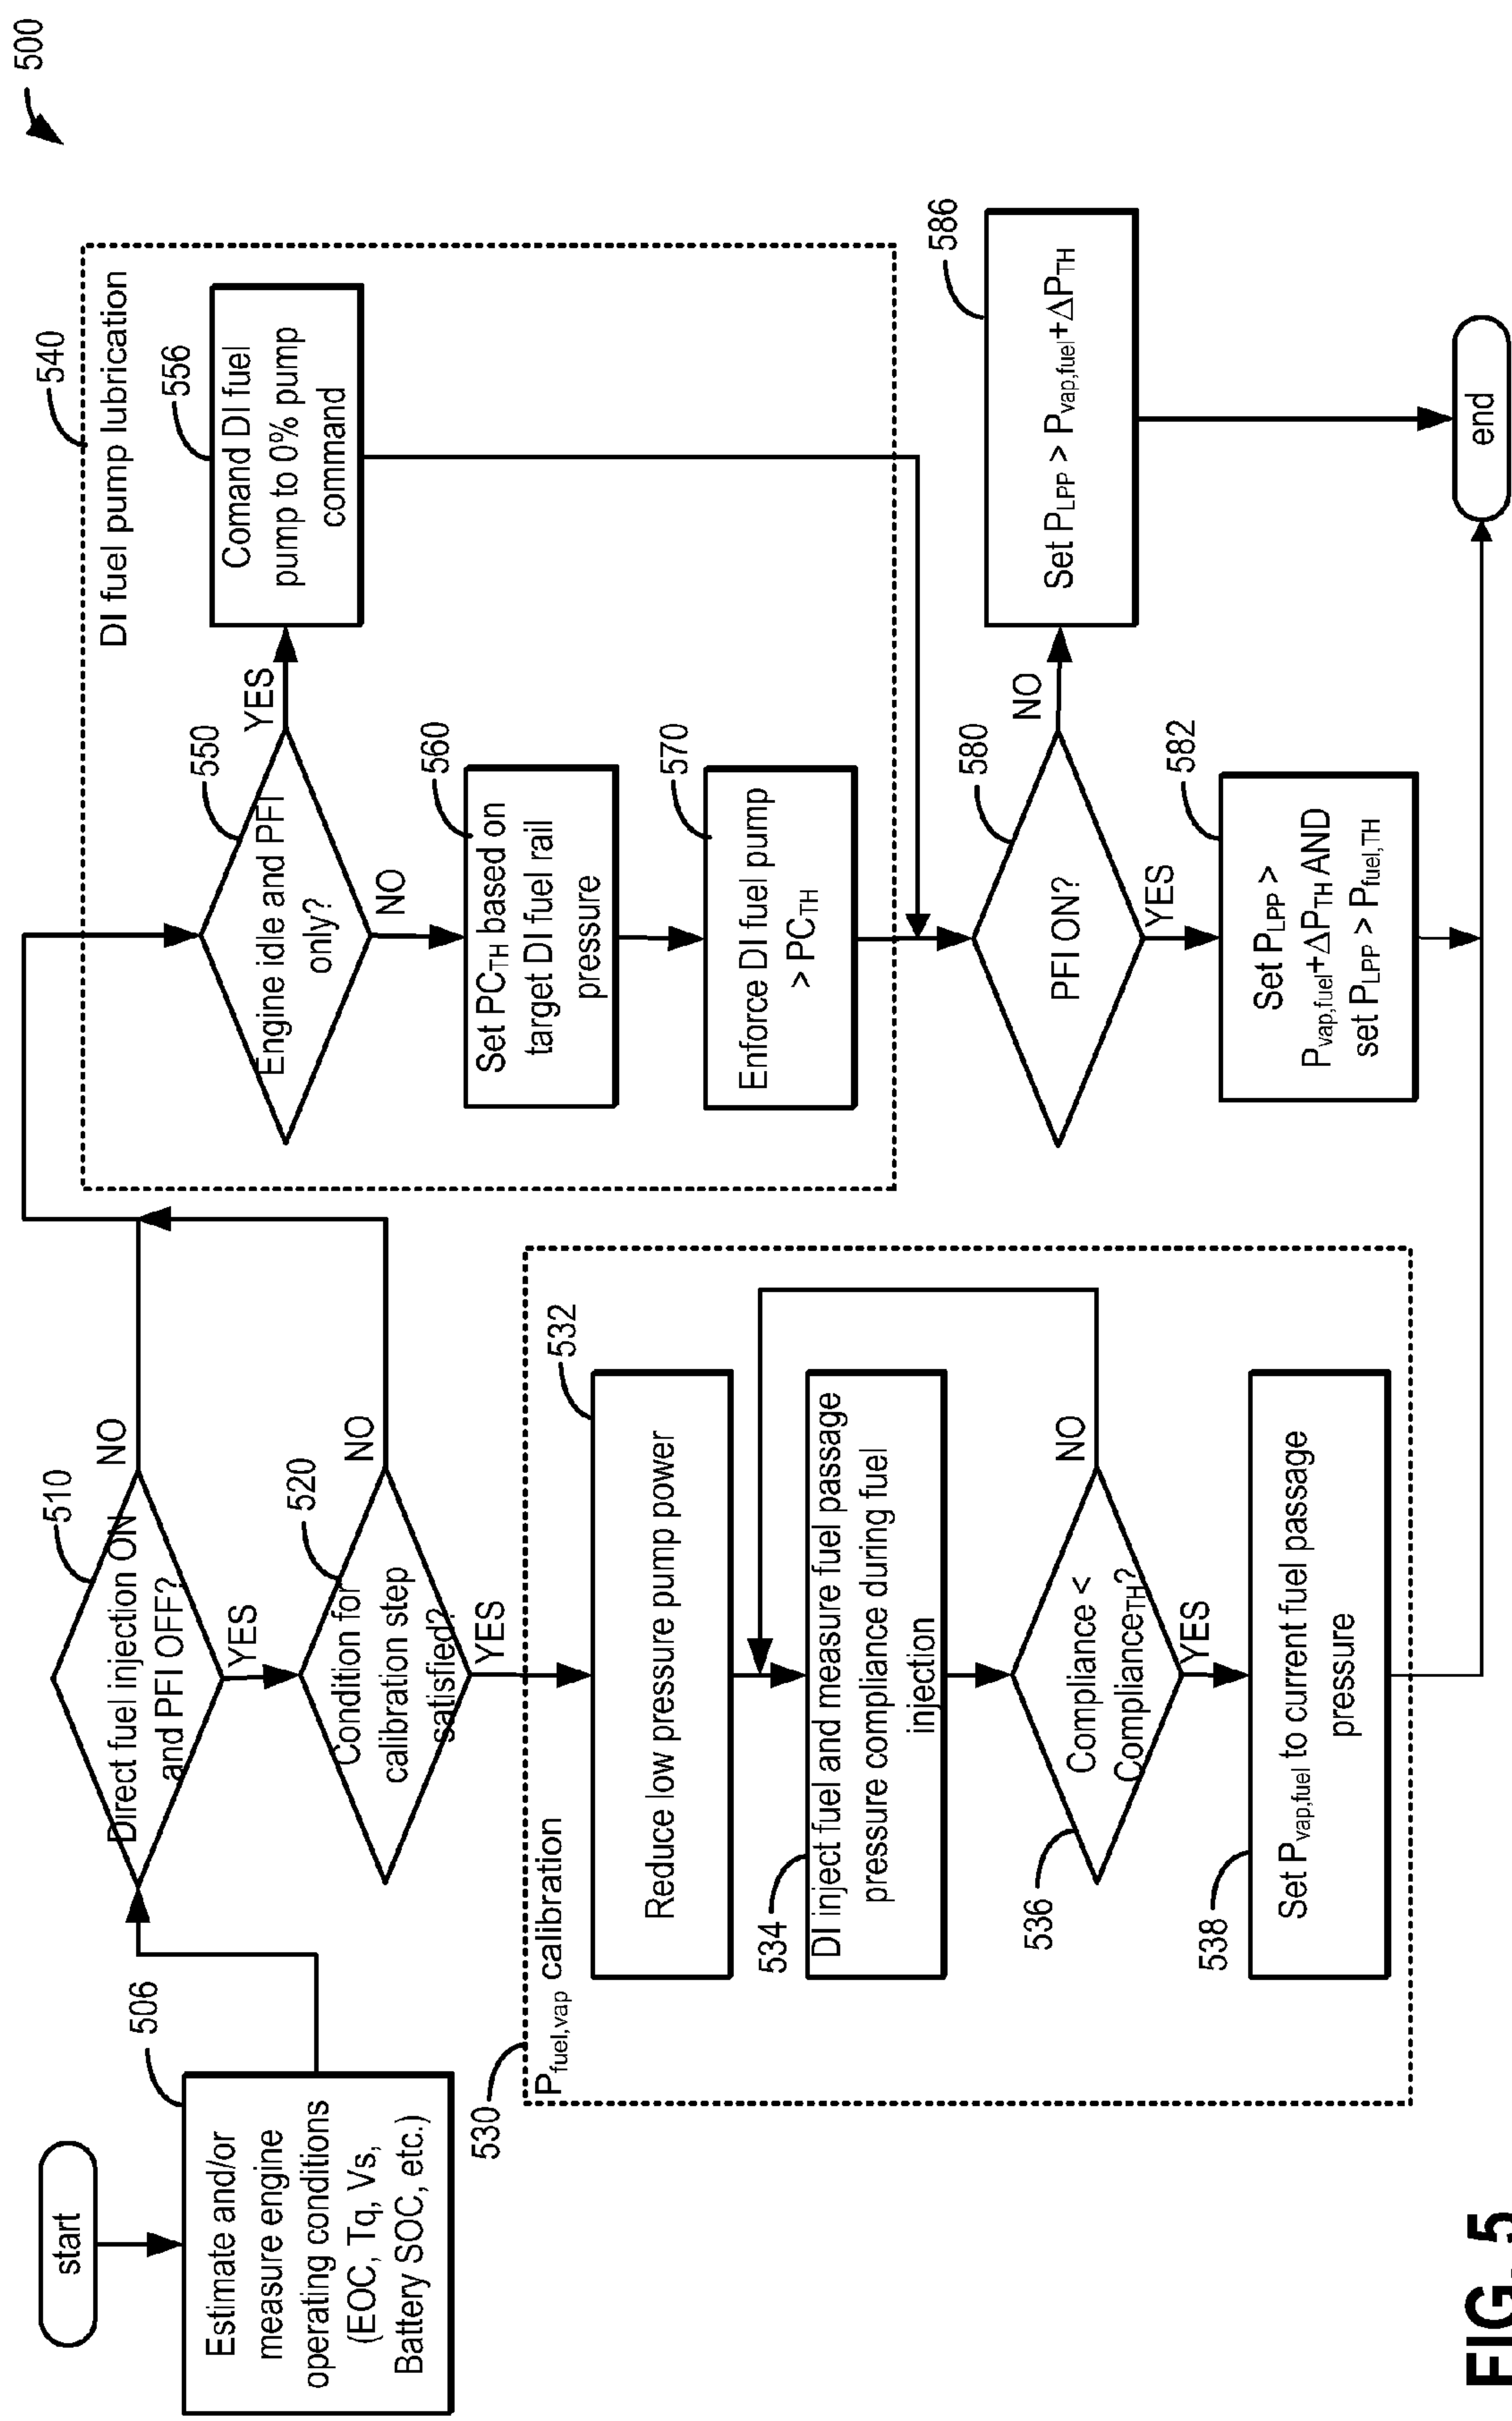 500
start
506
Estimate and/or
measure engine
operating conditions
(EOC, Tq, Vs,
Battery SOC, etc.)
510
Direct fuel injection ON
and PFI OFF?
NO
YES
520
Condition for
calibration step
satisfied?
NO
YES
530
Pfuel,vap calibration
532
Reduce low pressure pump power
534
DI inject fuel and measure fuel passage
pressure compliance during fuel
injection
536
Compliance <
ComplianceTH?
NO
YES
538
Set Pvap,fuel to current fuel passage
pressure
540
DI fuel pump lubrication
550
Engine idle and PFI
only?
YES
NO
556
Comand DI fuel
pump to 0% pump
command
560
Set PCTH based on
target DI fuel rail
pressure
570
Enforce DI fuel pump
> PCTH
580
PFI ON?
NO
YES
582
Set PLPP >
Pvap,fuel+ΔPTH AND
set PLPP > Pfuel,TH
586
Set PLPP > Pvap,fuel+ΔPTH
end
FIG. 5